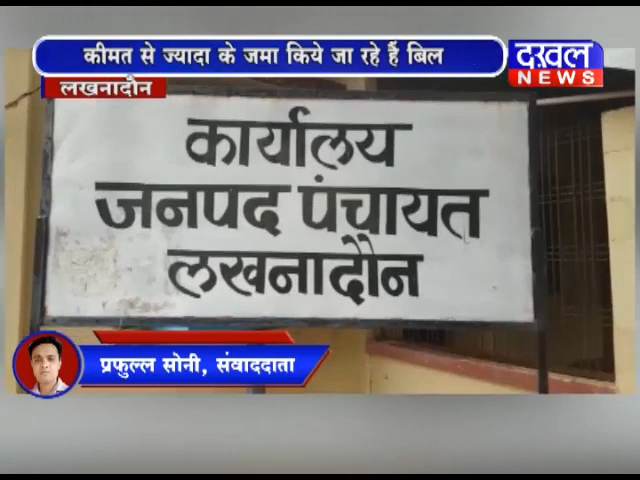 कीमत से ज्यादा के जमा किये जा रहे हैं बिल
दख़ल
NEWS
लखनादौन
कार्यालय
जनपद पंचायत
लखनादौन
प्रफुल्ल सोनी, संवाददाता